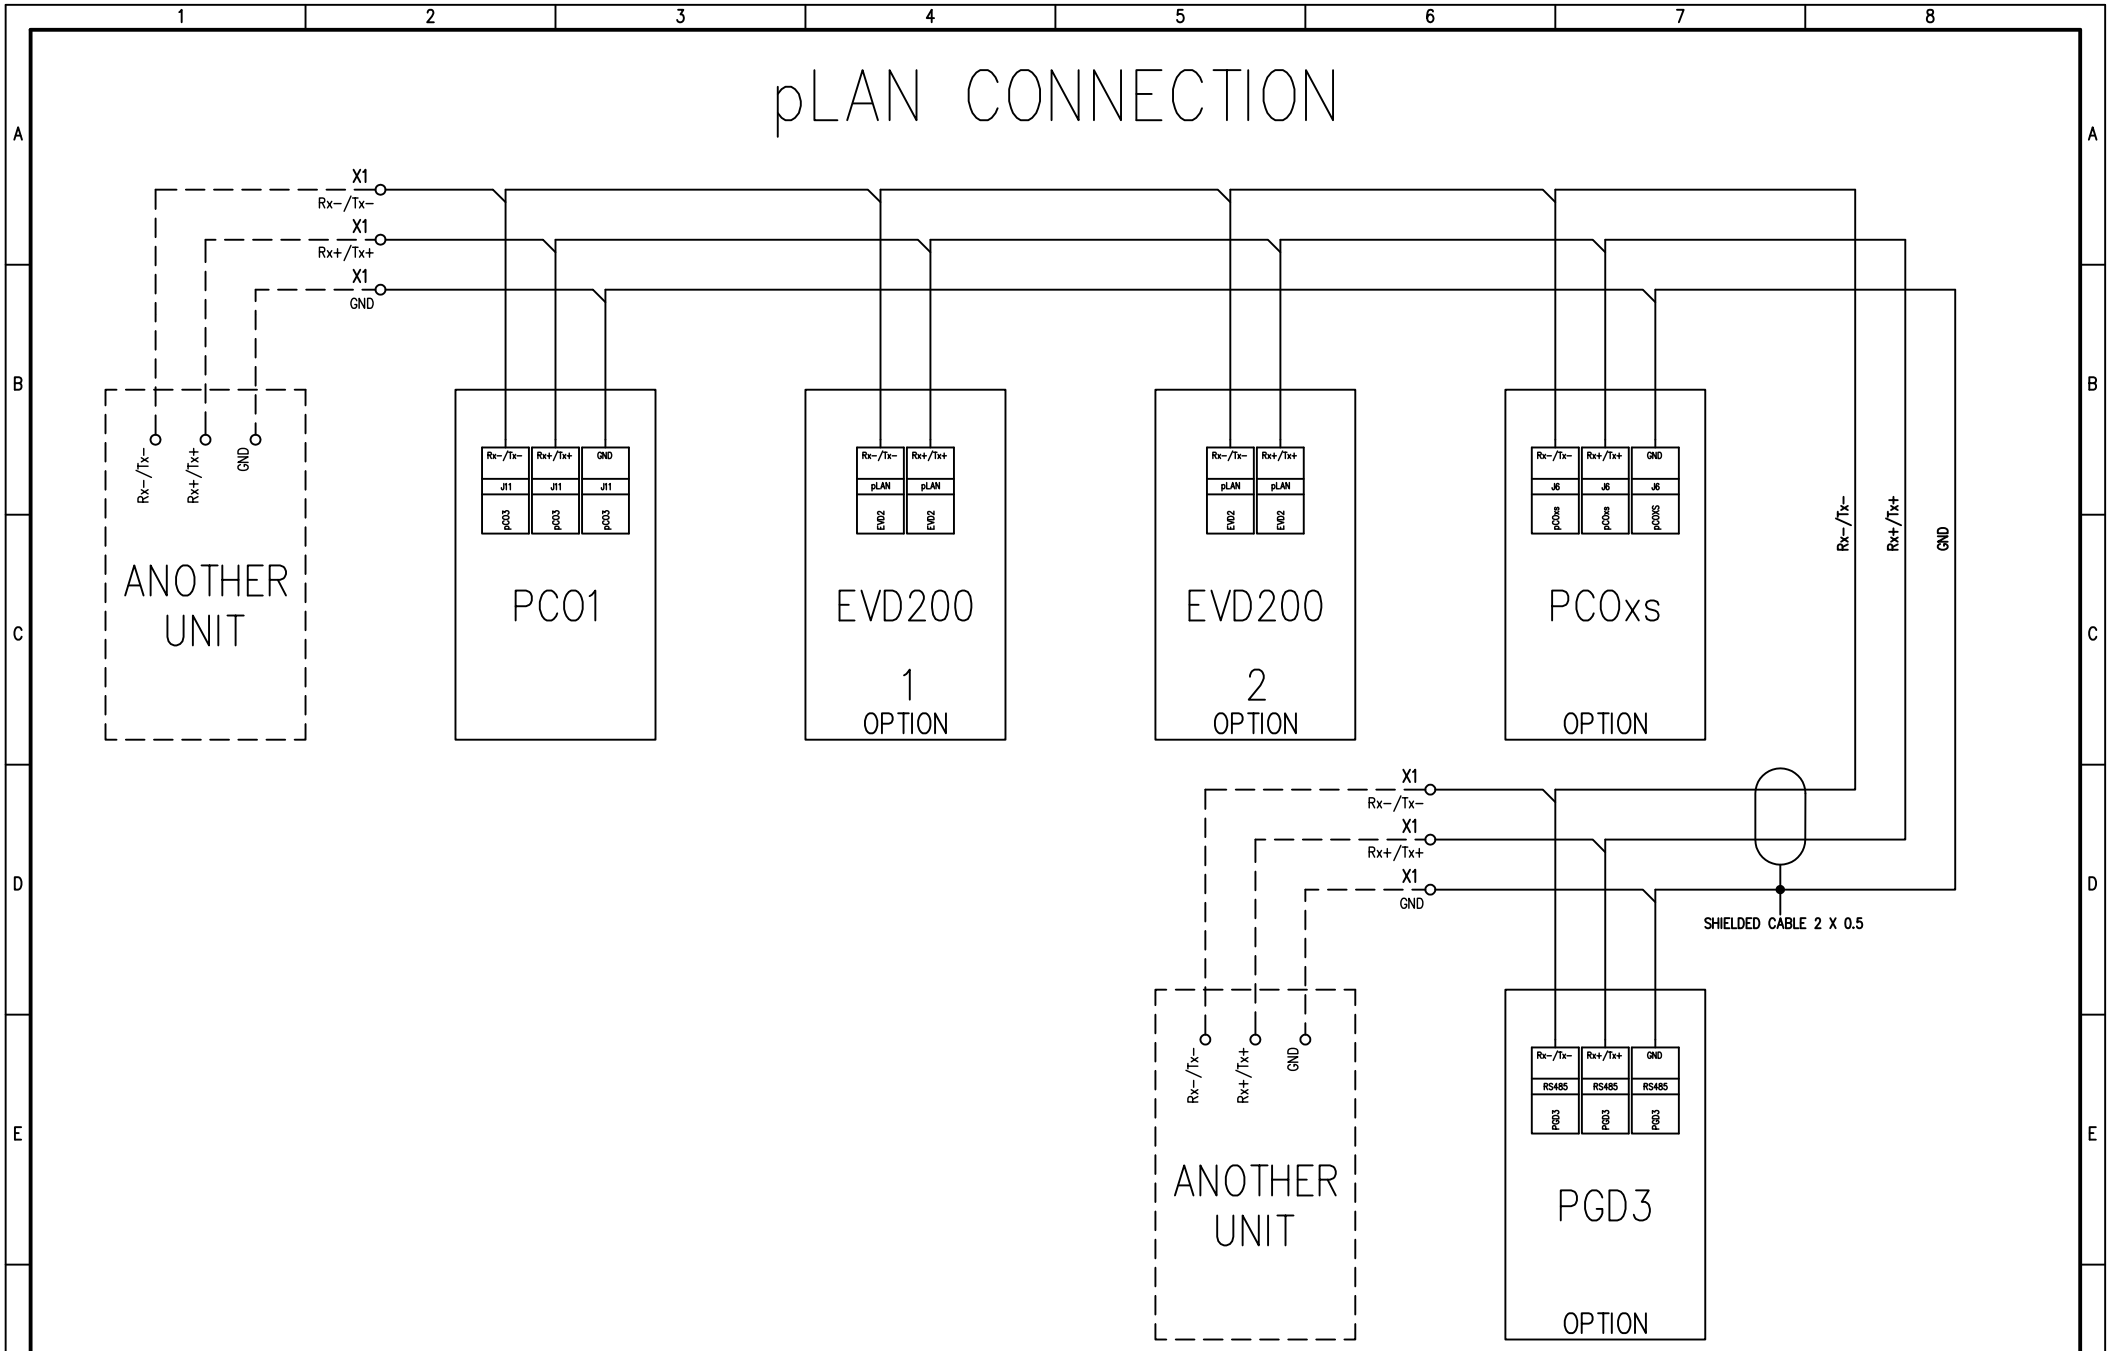 1 2 3 4 5 6 7 8
pLAN CONNECTION
A A
X1
Rx-/Tx-
X1
Rx+/Tx+
X1
GND
B B
Rx-/Tx- Rx+/Tx+ GND
ANOTHER
UNIT
Rx-/Tx- Rx+/Tx+ GND
J11 J11 J11
pCO3 pCO3 pCO3
PCO1
Rx-/Tx- Rx+/Tx+
pLAN pLAN
EVD2 EVD2
EVD200
1
OPTION
Rx-/Tx- Rx+/Tx+
pLAN pLAN
EVD2 EVD2
EVD200
2
OPTION
Rx-/Tx- Rx+/Tx+ GND
J6 J6 J6
pCOxs pCOxs pCOXS
PCOxs
OPTION
Rx-/Tx- Rx+/Tx+ GND
C C
X1
Rx-/Tx-
X1
Rx+/Tx+
X1
GND
D D
SHIELDED CABLE 2 X 0.5
Rx-/Tx- Rx+/Tx+ GND
ANOTHER
UNIT
Rx-/Tx- Rx+/Tx+ GND
RS485 RS485 RS485
PGD3 PGD3 PGD3
PGD3
OPTION
E E